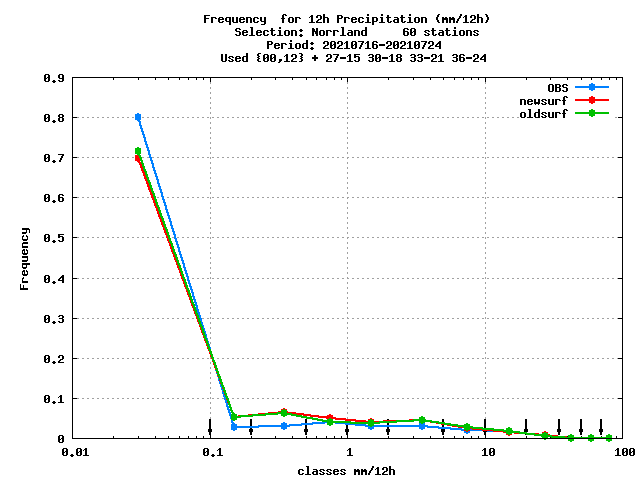 Frequency  for 12h Precipitation (mm/12h)
Selection: Norrland     60 stations
Period: 20210716-20210724
Used {00,12} + 27-15 30-18 33-21 36-24
OBS
newsurf
oldsurf
Frequency
0.9
0.8
0.7
0.6
0.5
0.4
0.3
0.2
0.1
0
0.01 0.1 1 10 100
classes mm/12h